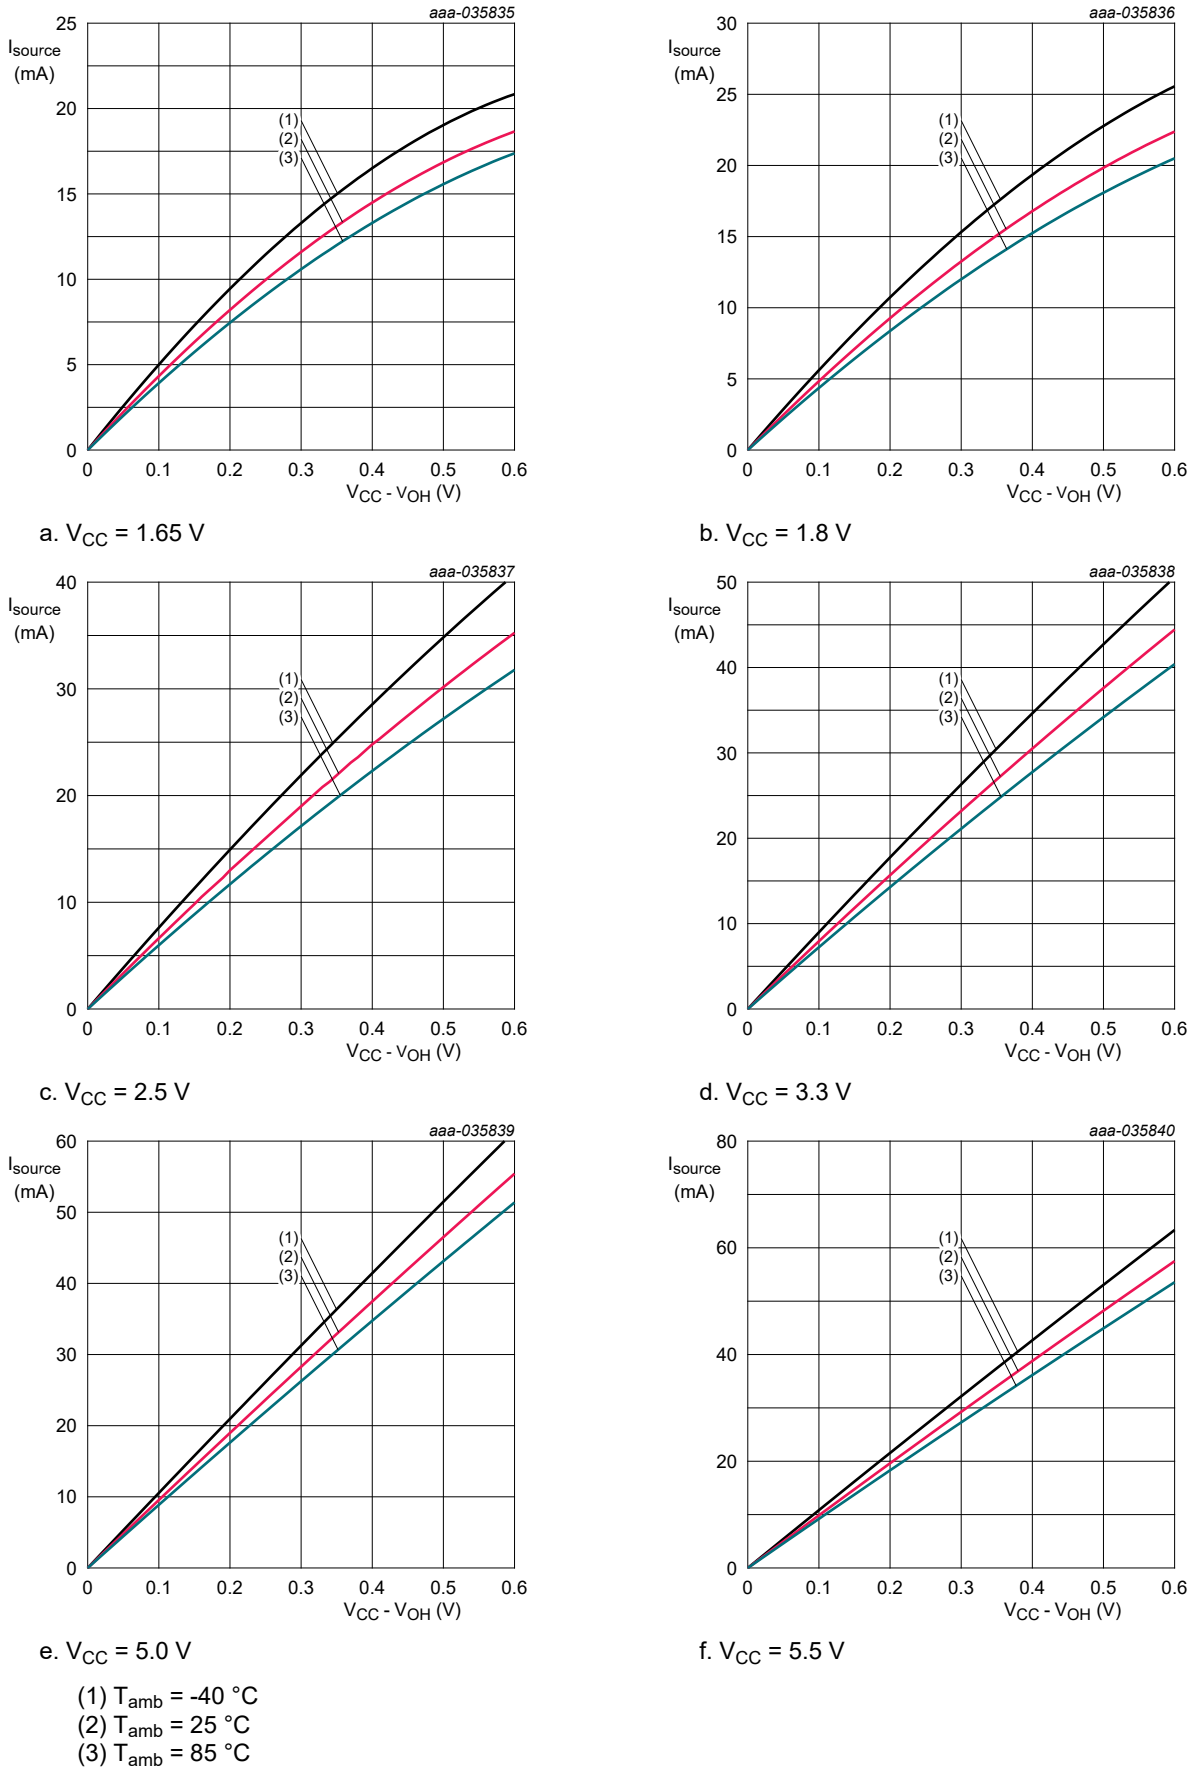 aaa-035835
25
Isource
(mA)
20
(1)
(2)
(3)
15
10
5
0
0 0.1 0.2 0.3 0.4 0.5 0.6
VCC - VOH (V)
a. VCC = 1.65 V
aaa-035836
30
Isource
(mA)
25
(1)
(2)
(3)
20
15
10
5
0
0 0.1 0.2 0.3 0.4 0.5 0.6
VCC - VOH (V)
b. VCC = 1.8 V
aaa-035837
40
Isource
(mA)
30
(1)
(2)
(3)
20
10
0
0 0.1 0.2 0.3 0.4 0.5 0.6
VCC - VOH (V)
c. VCC = 2.5 V
aaa-035838
50
Isource
(mA)
40
(1)
(2)
(3)
30
20
10
0
0 0.1 0.2 0.3 0.4 0.5 0.6
VCC - VOH (V)
d. VCC = 3.3 V
aaa-035839
60
Isource
(mA)
50
(1)
(2)
(3)
40
30
20
10
0
0 0.1 0.2 0.3 0.4 0.5 0.6
VCC - VOH (V)
e. VCC = 5.0 V
aaa-035840
80
Isource
(mA)
60
(1)
(2)
(3)
40
20
0
0 0.1 0.2 0.3 0.4 0.5 0.6
VCC - VOH (V)
f. VCC = 5.5 V
(1) Tamb = -40 °C
(2) Tamb = 25 °C
(3) Tamb = 85 °C